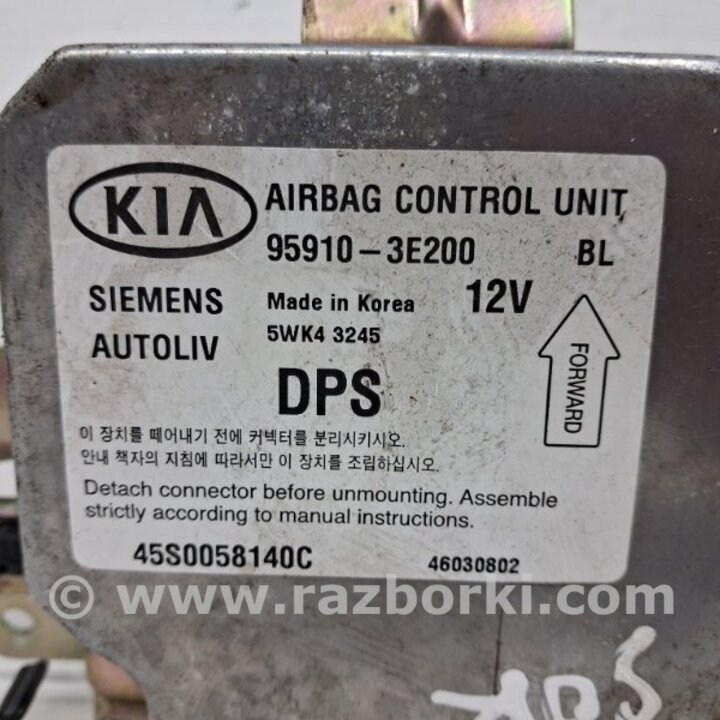 KIA AIRBAG CONTROL UNIT
95910-3E200 BL
SIEMENS Made in Korea 12V
AUTOLIV 5WK4 3245
FORWARD
DPS
이 장치를 떼어내기 전에 커넥터를 분리시키시오.
안내 책자의 지침에 따라서만 이 장치를 조립하십시오.
Detach connector before unmounting. Assemble
strictly according to manual instructions.
45S0058140C 46030802
© www.razborki.com